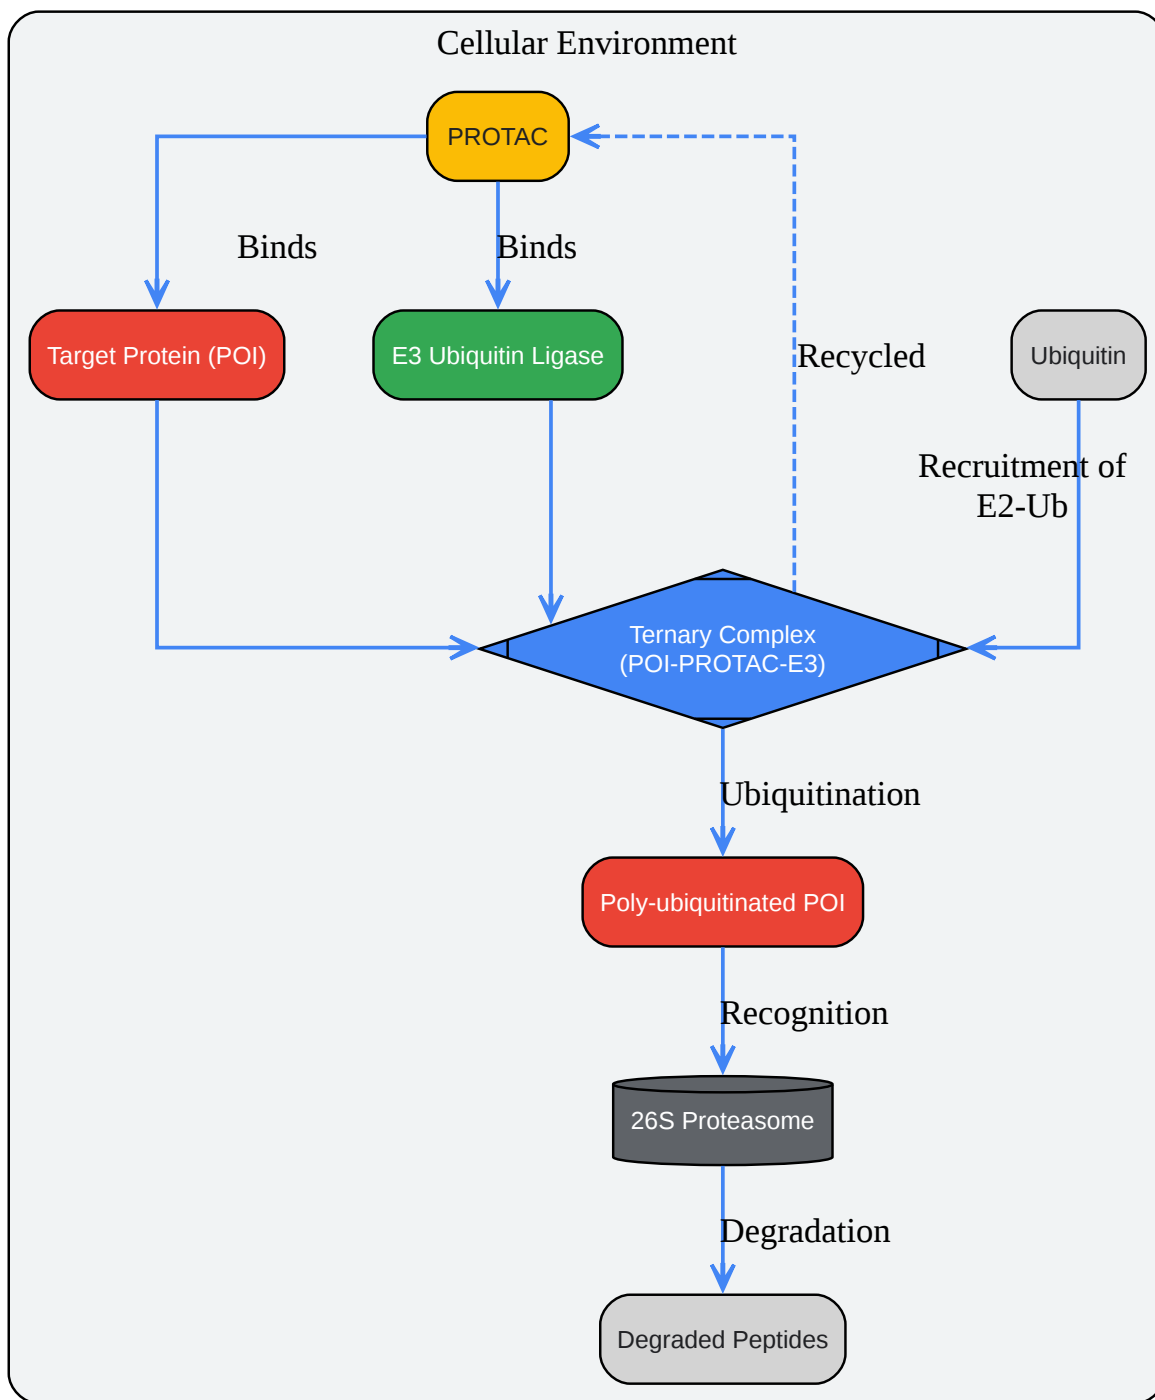 Cellular Environment
PROTAC
Binds
Binds
Target Protein (POI)
E3 Ubiquitin Ligase
Recycled
Ubiquitin
Recruitment of
E2-Ub
Ternary Complex
(POI-PROTAC-E3)
Ubiquitination
Poly-ubiquitinated POI
Recognition
26S Proteasome
Degradation
Degraded Peptides